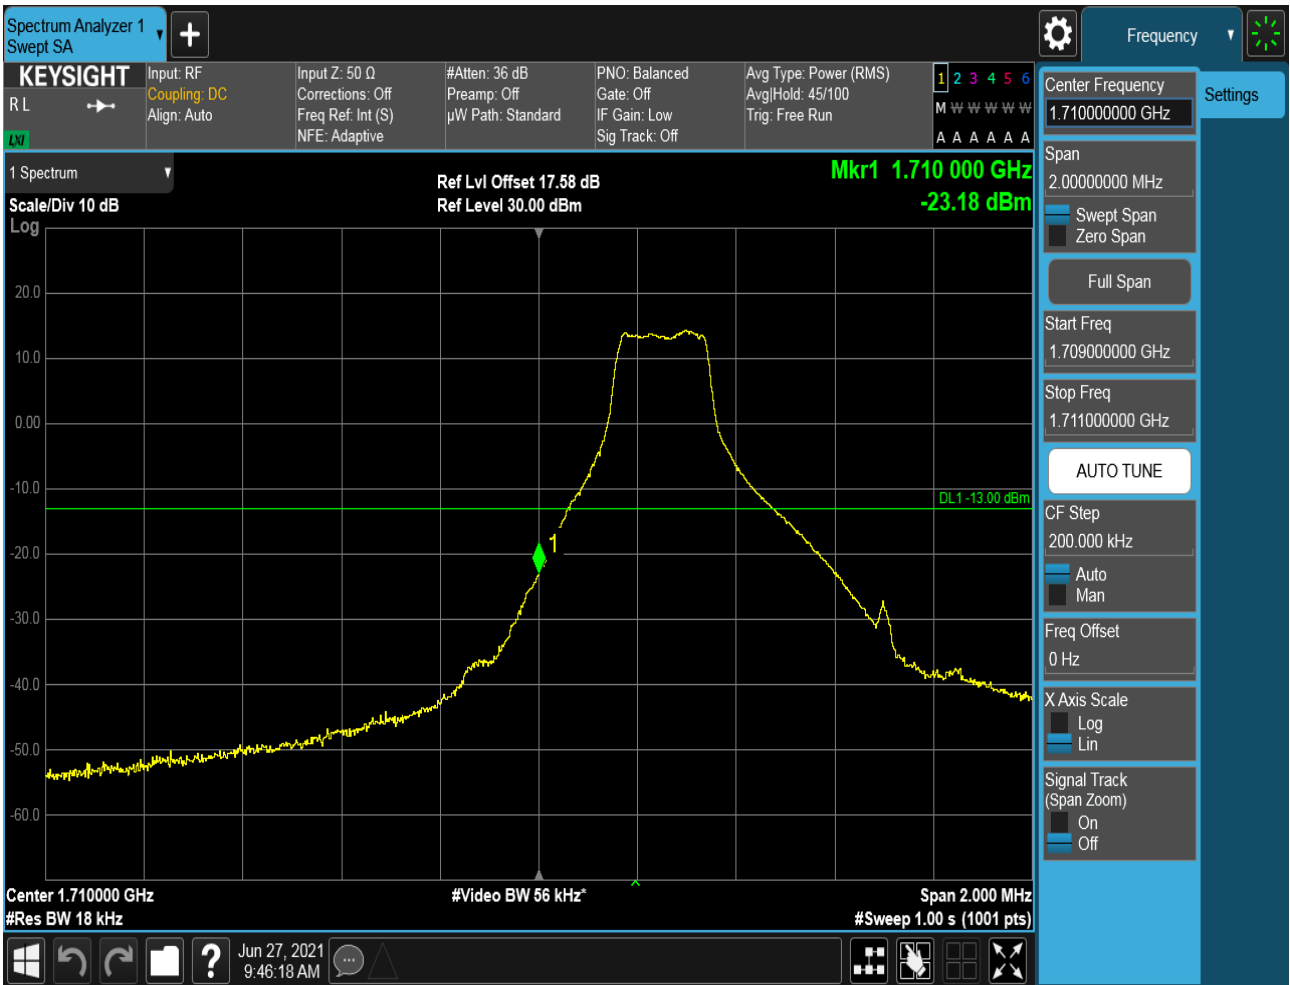 Spectrum Analyzer 1
Swept SA
Frequency
KEYSIGHT
R L
LXI
Input: RF
Coupling: DC
Align: Auto
Input Z: 50 Ω
Corrections: Off
Freq Ref: Int (S)
NFE: Adaptive
#Atten: 36 dB
Preamp: Off
µW Path: Standard
PNO: Balanced
Gate: Off
IF Gain: Low
Sig Track: Off
Avg Type: Power (RMS)
Avg|Hold: 45/100
Trig: Free Run
1 2 3 4 5 6
M W W W W W
A A A A A A
1 Spectrum
Scale/Div 10 dB
Log
Ref Lvl Offset 17.58 dB
Ref Level 30.00 dBm
Mkr1 1.710 000 GHz
-23.18 dBm
20.0
10.0
0.00
-10.0
-20.0
-30.0
-40.0
-50.0
-60.0
DL1 -13.00 dBm
1
Center 1.710000 GHz
#Res BW 18 kHz
#Video BW 56 kHz*
Span 2.000 MHz
#Sweep 1.00 s (1001 pts)
Center Frequency
1.710000000 GHz
Settings
Span
2.00000000 MHz
Swept Span
Zero Span
Full Span
Start Freq
1.709000000 GHz
Stop Freq
1.711000000 GHz
AUTO TUNE
CF Step
200.000 kHz
Auto
Man
Freq Offset
0 Hz
X Axis Scale
Log
Lin
Signal Track
(Span Zoom)
On
Off
?
Jun 27, 2021
9:46:18 AM